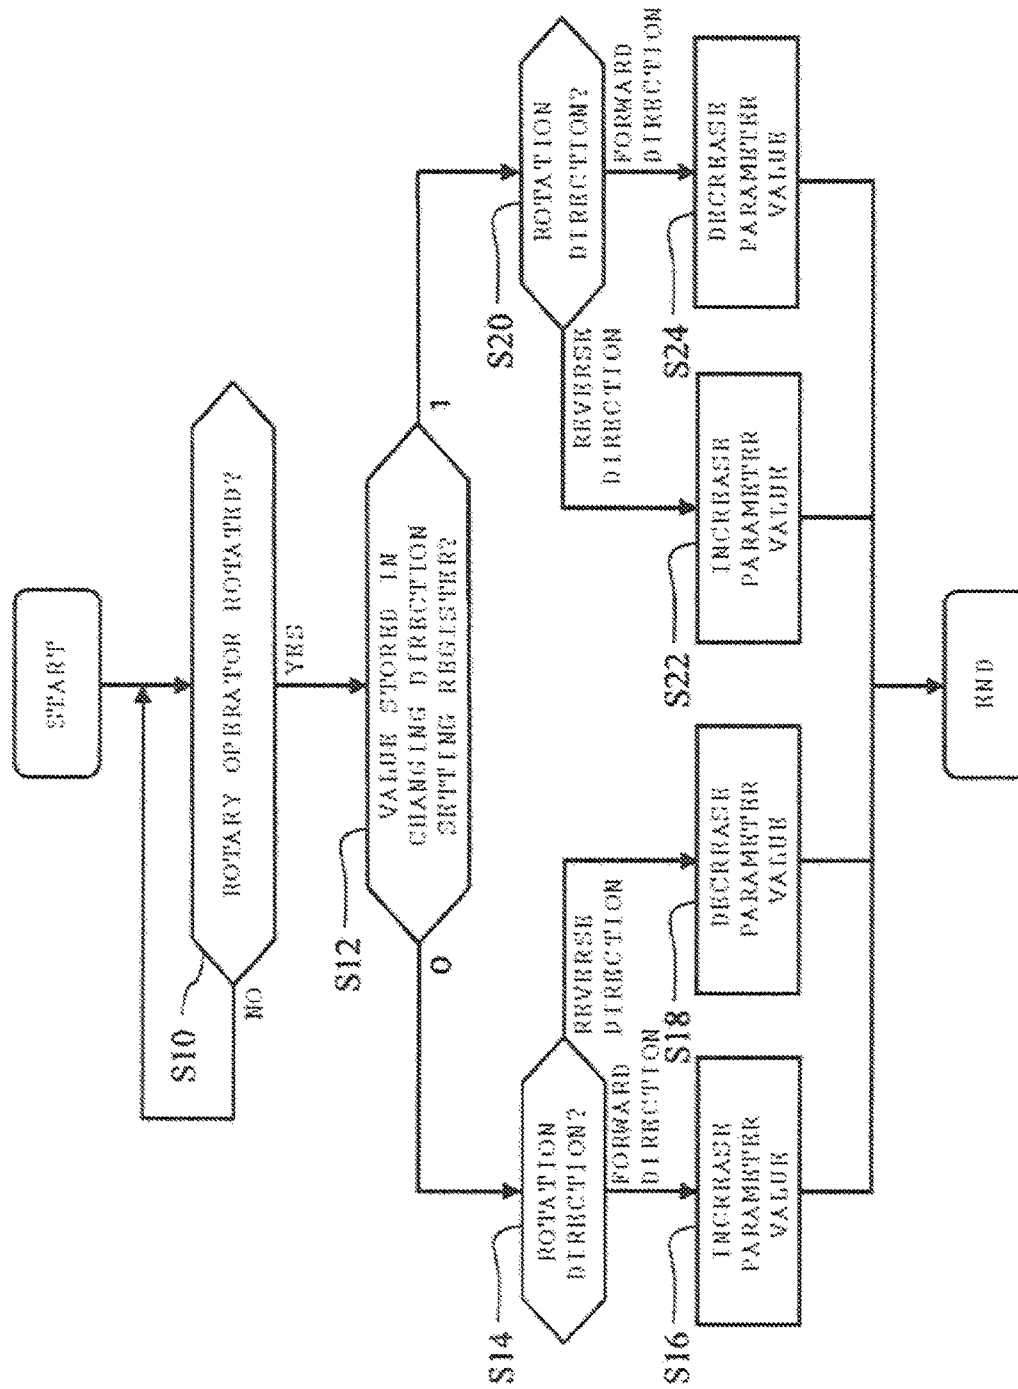 START
ROTARY OPERATOR ROTATED?
S10
NO
YES
VALUE STORED IN
CHANGING DIRECTION
SETTING REGISTER?
S12
0
1
ROTATION
DIRECTION?
S14
REVERSE
DIRECTION
FORWARD
DIRECTION
ROTATION
DIRECTION?
S20
REVERSE
DIRECTION
FORWARD
DIRECTION
INCREASE
PARAMETER
VALUE
S16
DECREASE
PARAMETER
VALUE
S18
INCREASE
PARAMETER
VALUE
S22
DECREASE
PARAMETER
VALUE
S24
END